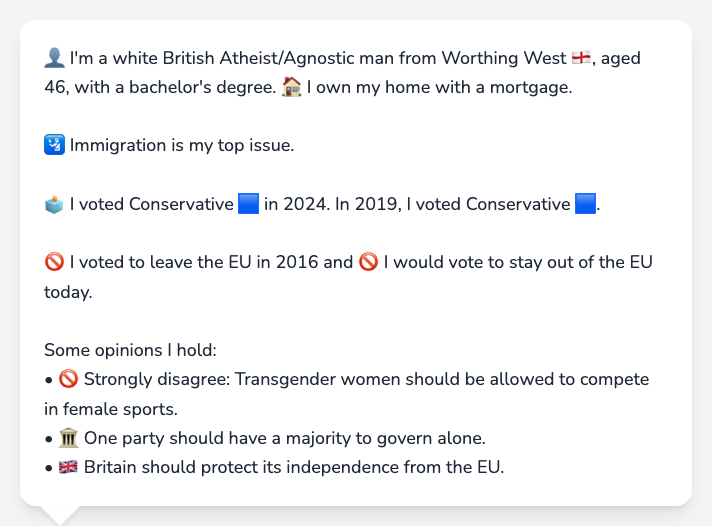 👤 I'm a white British Atheist/Agnostic man from Worthing West 🏴󠁧󠁢󠁥󠁮󠁧󠁿, aged
46, with a bachelor's degree. 🏠 I own my home with a mortgage.
🛂 Immigration is my top issue.
🗳️ I voted Conservative 🟦 in 2024. In 2019, I voted Conservative 🟦.
🚫 I voted to leave the EU in 2016 and 🚫 I would vote to stay out of the EU
today.
Some opinions I hold:
• 🚫 Strongly disagree: Transgender women should be allowed to compete
in female sports.
• 🏛️ One party should have a majority to govern alone.
• 🇬🇧 Britain should protect its independence from the EU.